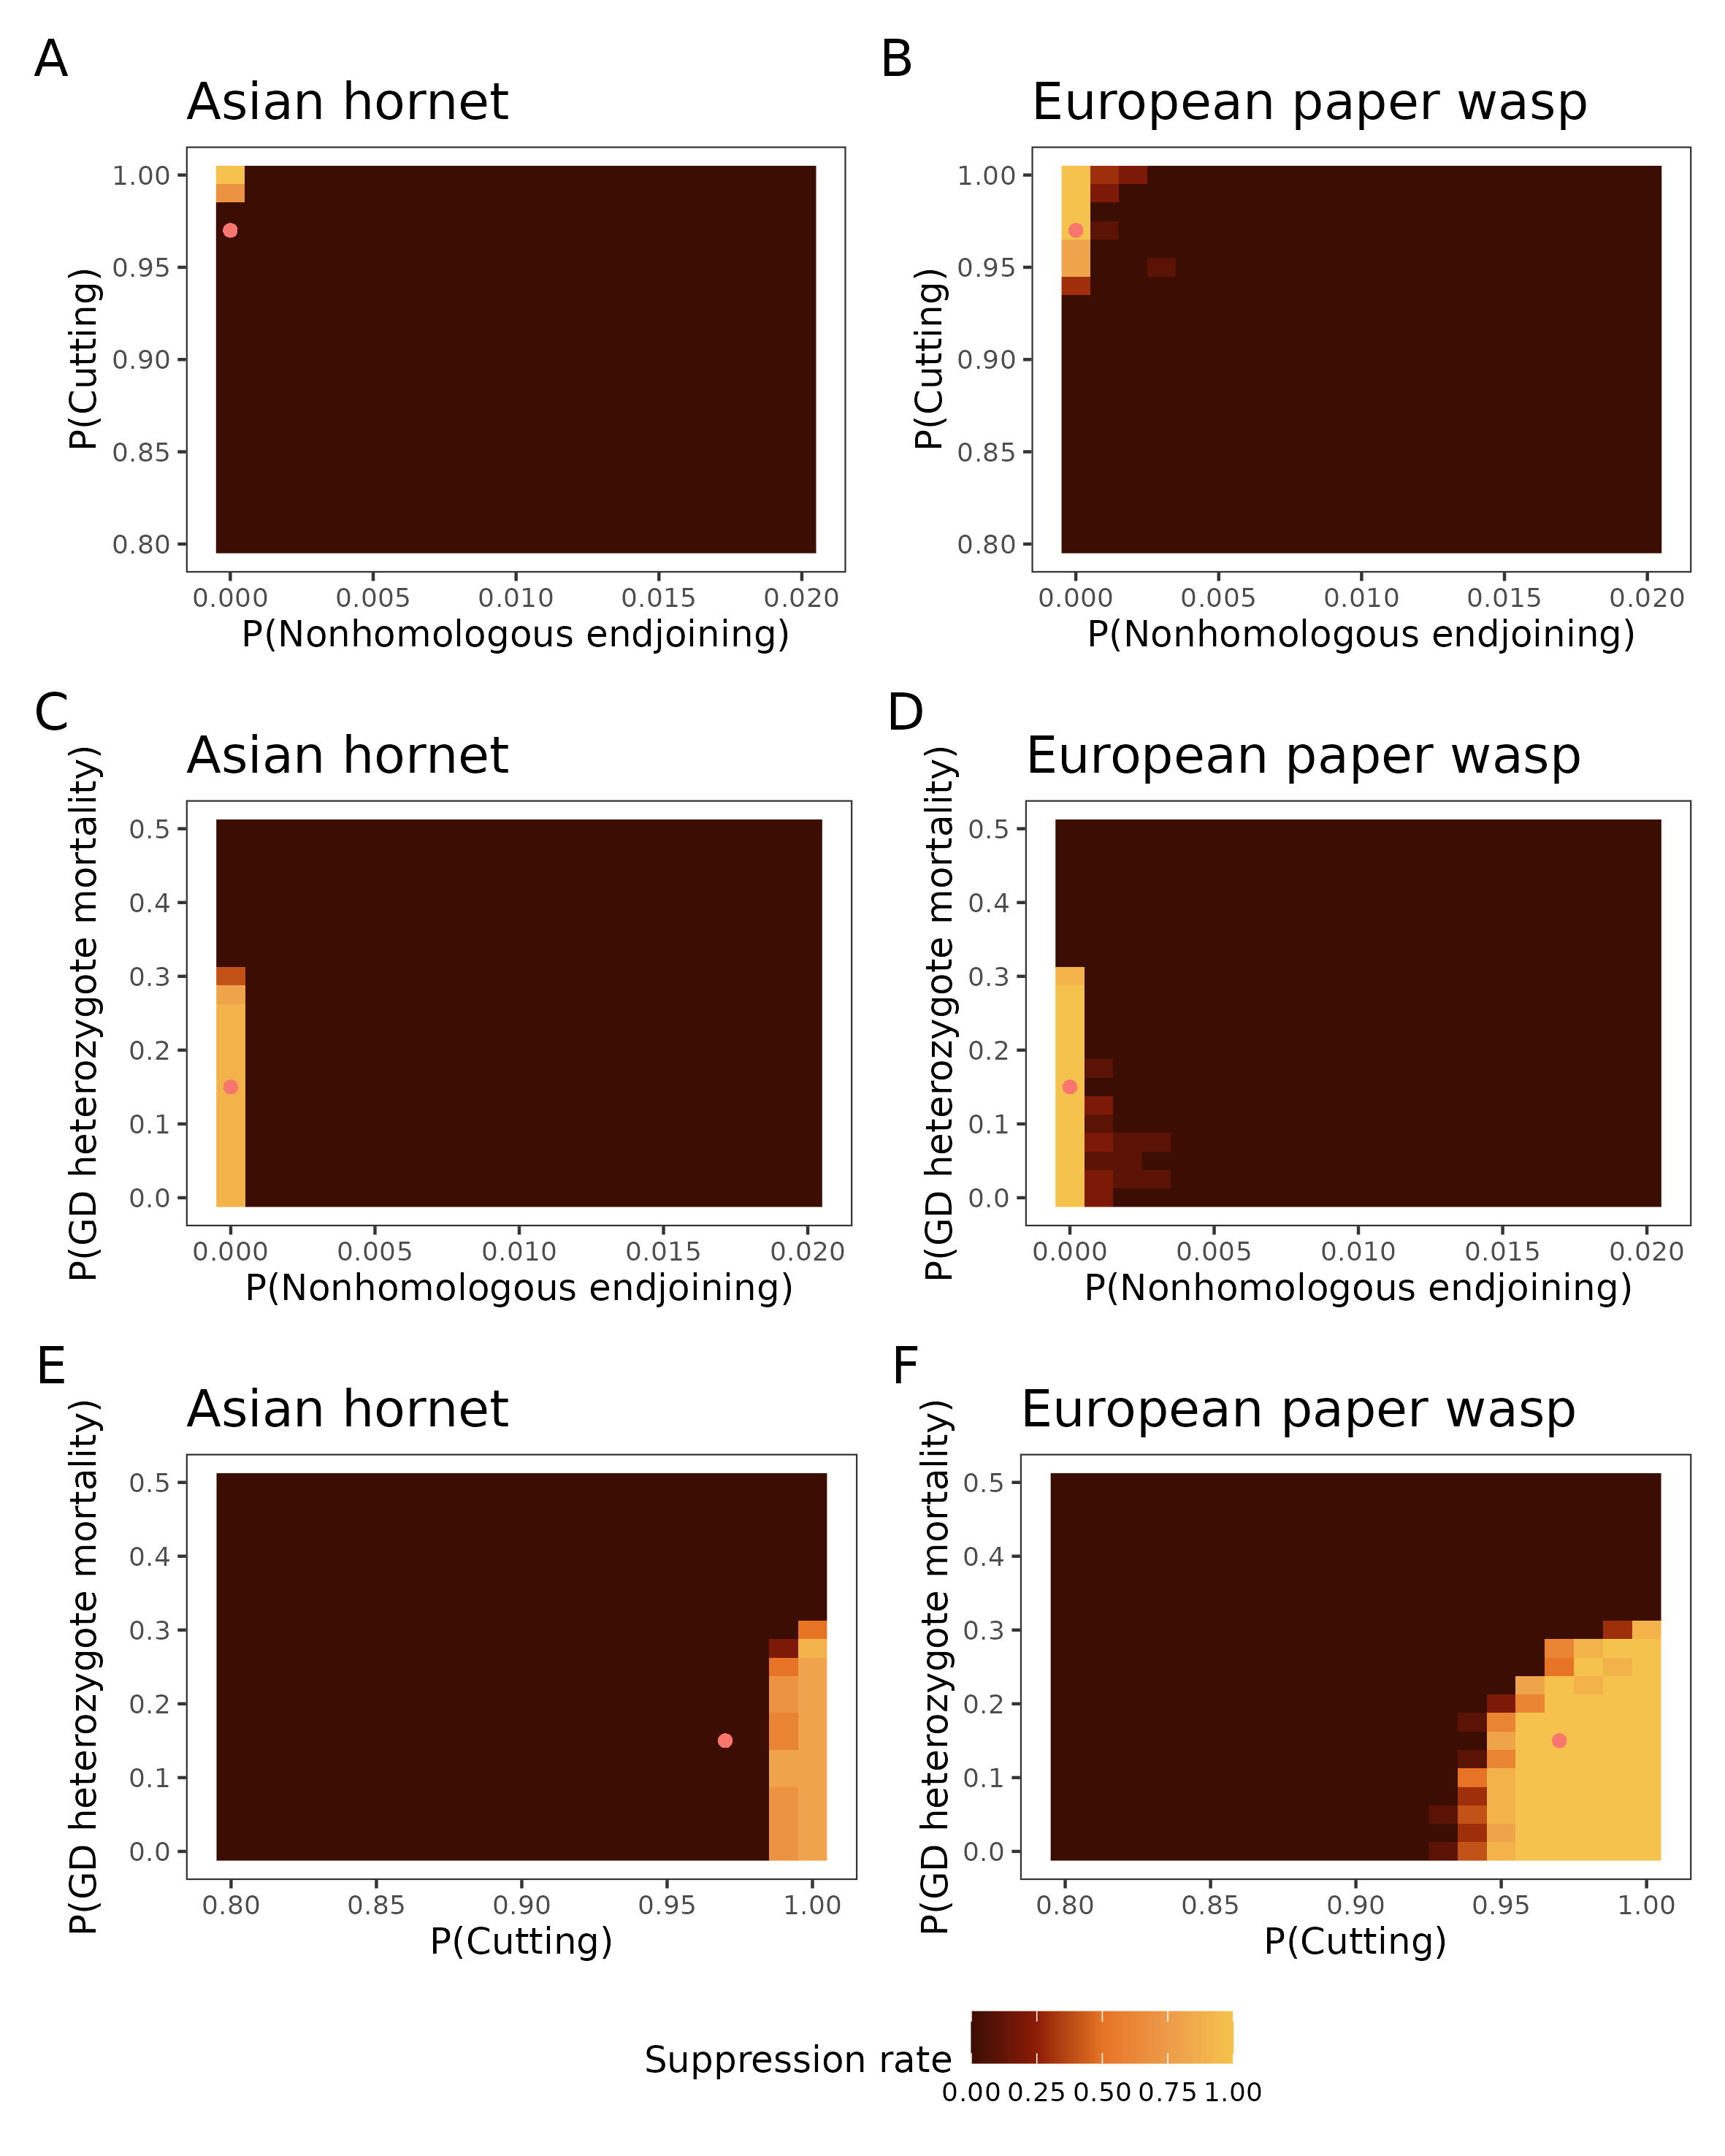 A
Asian hornet
P(Cutting)
1.00
0.95
0.90
0.85
0.80
0.000 0.005 0.010 0.015 0.020
P(Nonhomologous endjoining)
B
European paper wasp
P(Cutting)
1.00
0.95
0.90
0.85
0.80
0.000 0.005 0.010 0.015 0.020
P(Nonhomologous endjoining)
C
Asian hornet
P(GD heterozygote mortality)
0.5
0.4
0.3
0.2
0.1
0.0
0.000 0.005 0.010 0.015 0.020
P(Nonhomologous endjoining)
D
European paper wasp
P(GD heterozygote mortality)
0.5
0.4
0.3
0.2
0.1
0.0
0.000 0.005 0.010 0.015 0.020
P(Nonhomologous endjoining)
E
Asian hornet
P(GD heterozygote mortality)
0.5
0.4
0.3
0.2
0.1
0.0
0.80 0.85 0.90 0.95 1.00
P(Cutting)
F
European paper wasp
P(GD heterozygote mortality)
0.5
0.4
0.3
0.2
0.1
0.0
0.80 0.85 0.90 0.95 1.00
P(Cutting)
Suppression rate
0.00 0.25 0.50 0.75 1.00